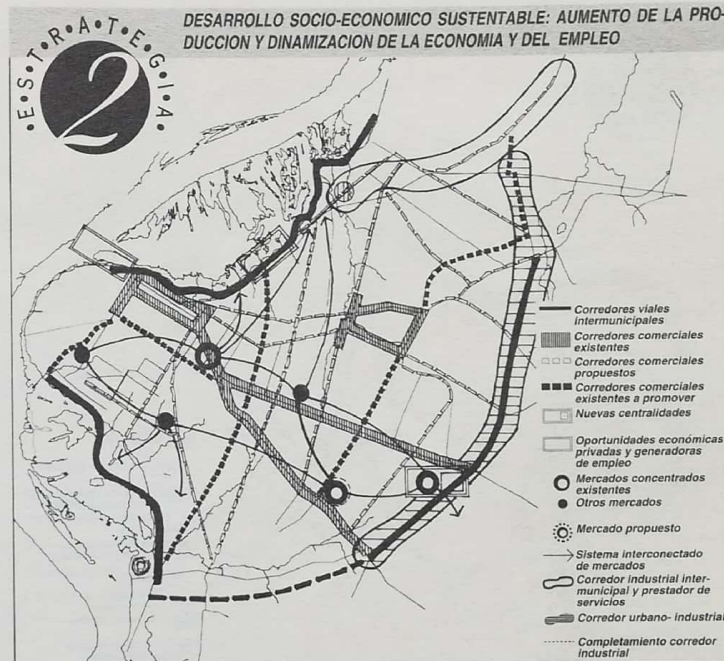 DESARROLLO SOCIO-ECONOMICO SUSTENTABLE: AUMENTO DE LA PRO-
DUCCION Y DINAMIZACION DE LA ECONOMIA Y DEL EMPLEO
E·S·T·R·A·T·E·G·I·A
2
Corredores viales
intermunicipales
Corredores comerciales
existentes
Corredores comerciales
propuestos
Corredores comerciales
existentes a promover
Nuevas centralidades
Oportunidades económicas
privadas y generadoras
de empleo
Mercados concentrados
existentes
Otros mercados
Mercado propuesto
Sistema interconectado
de mercados
Corredor industrial inter-
municipal y prestador de
servicios
Corredor urbano- industrial
Completamiento corredor
industrial